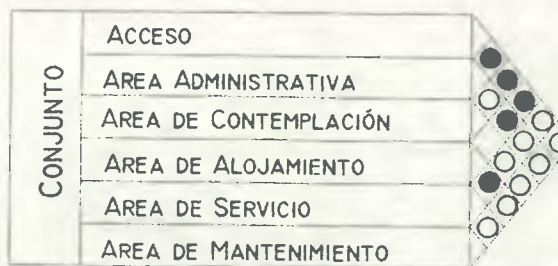 CONJUNTO
ACCESO
AREA ADMINISTRATIVA
AREA DE CONTEMPLACIÓN
AREA DE ALOJAMIENTO
AREA DE SERVICIO
AREA DE MANTENIMIENTO